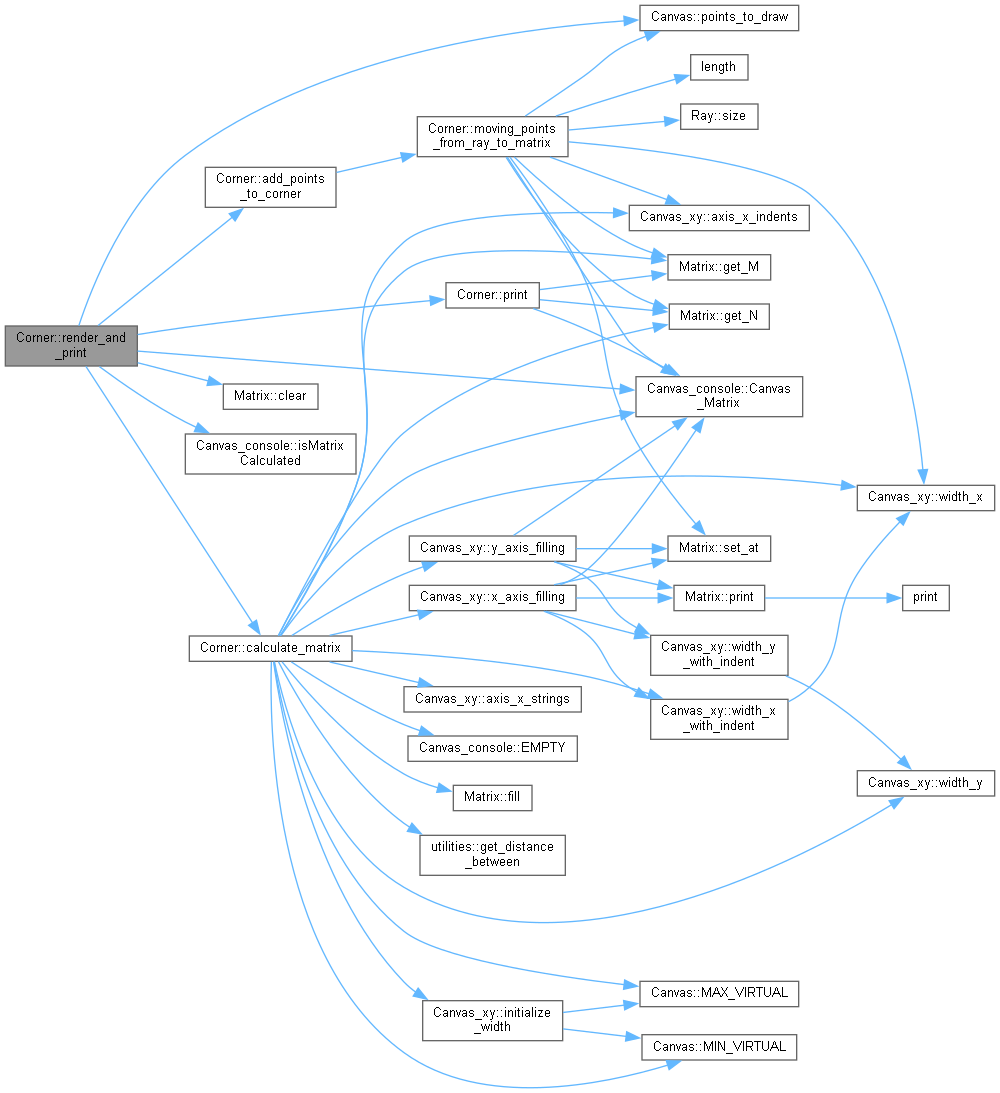 Canvas::points_to_draw
length
Ray::size
Corner::moving_points
_from_ray_to_matrix
Corner::add_points
_to_corner
Canvas_xy::axis_x_indents
Matrix::get_M
Corner::print
Matrix::get_N
Corner::render_and
_print
Matrix::clear
Canvas_console::Canvas
_Matrix
Canvas_console::isMatrix
Calculated
Canvas_xy::width_x
Canvas_xy::y_axis_filling
Matrix::set_at
Canvas_xy::x_axis_filling
Matrix::print
print
Corner::calculate_matrix
Canvas_xy::width_y
_with_indent
Canvas_xy::axis_x_strings
Canvas_xy::width_x
_with_indent
Canvas_console::EMPTY
Canvas_xy::width_y
Matrix::fill
utilities::get_distance
_between
Canvas::MAX_VIRTUAL
Canvas_xy::initialize
_width
Canvas::MIN_VIRTUAL